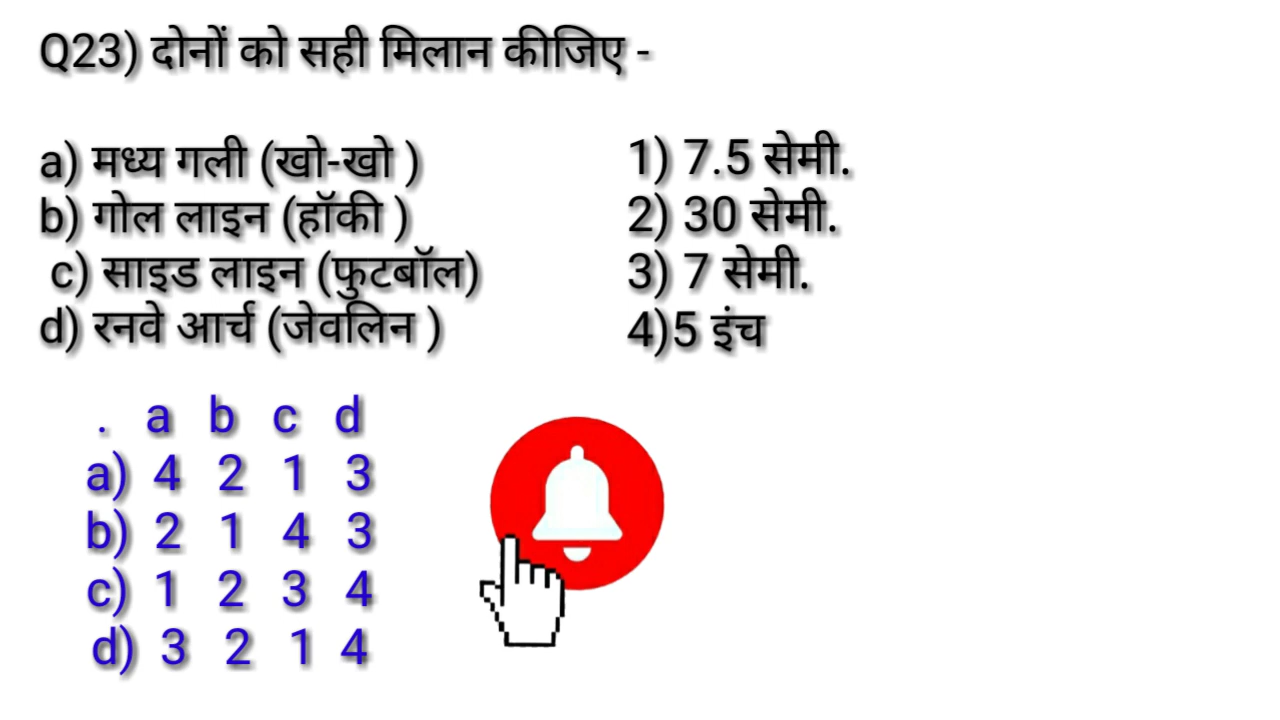 Q23) दोनों को सही मिलान कीजिए -
a) मध्य गली (खो-खो ) 1) 7.5 सेमी.
b) गोल लाइन (हॉकी ) 2) 30 सेमी.
c) साइड लाइन (फुटबॉल) 3) 7 सेमी.
d) रनवे आर्च (जेवलिन ) 4)5 इंच
. a b c d
a) 4 2 1 3
b) 2 1 4 3
c) 1 2 3 4
d) 3 2 1 4